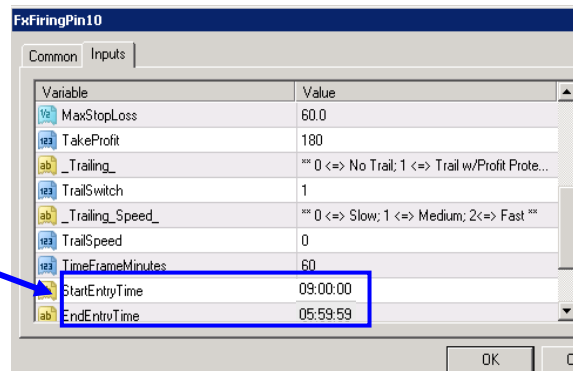 FxFiringPin10
Common Inputs
Variable Value
MaxStopLoss 60.0
TakeProfit 180
_Trailing_ ** 0 <=> No Trail; 1 <=> Trail w/Profit Prote...
TrailSwitch 1
_Trailing_Speed_ ** 0 <=> Slow; 1 <=> Medium; 2<=> Fast **
TrailSpeed 0
TimeFrameMinutes 60
StartEntryTime 09:00:00
EndEntryTime 05:59:59
OK